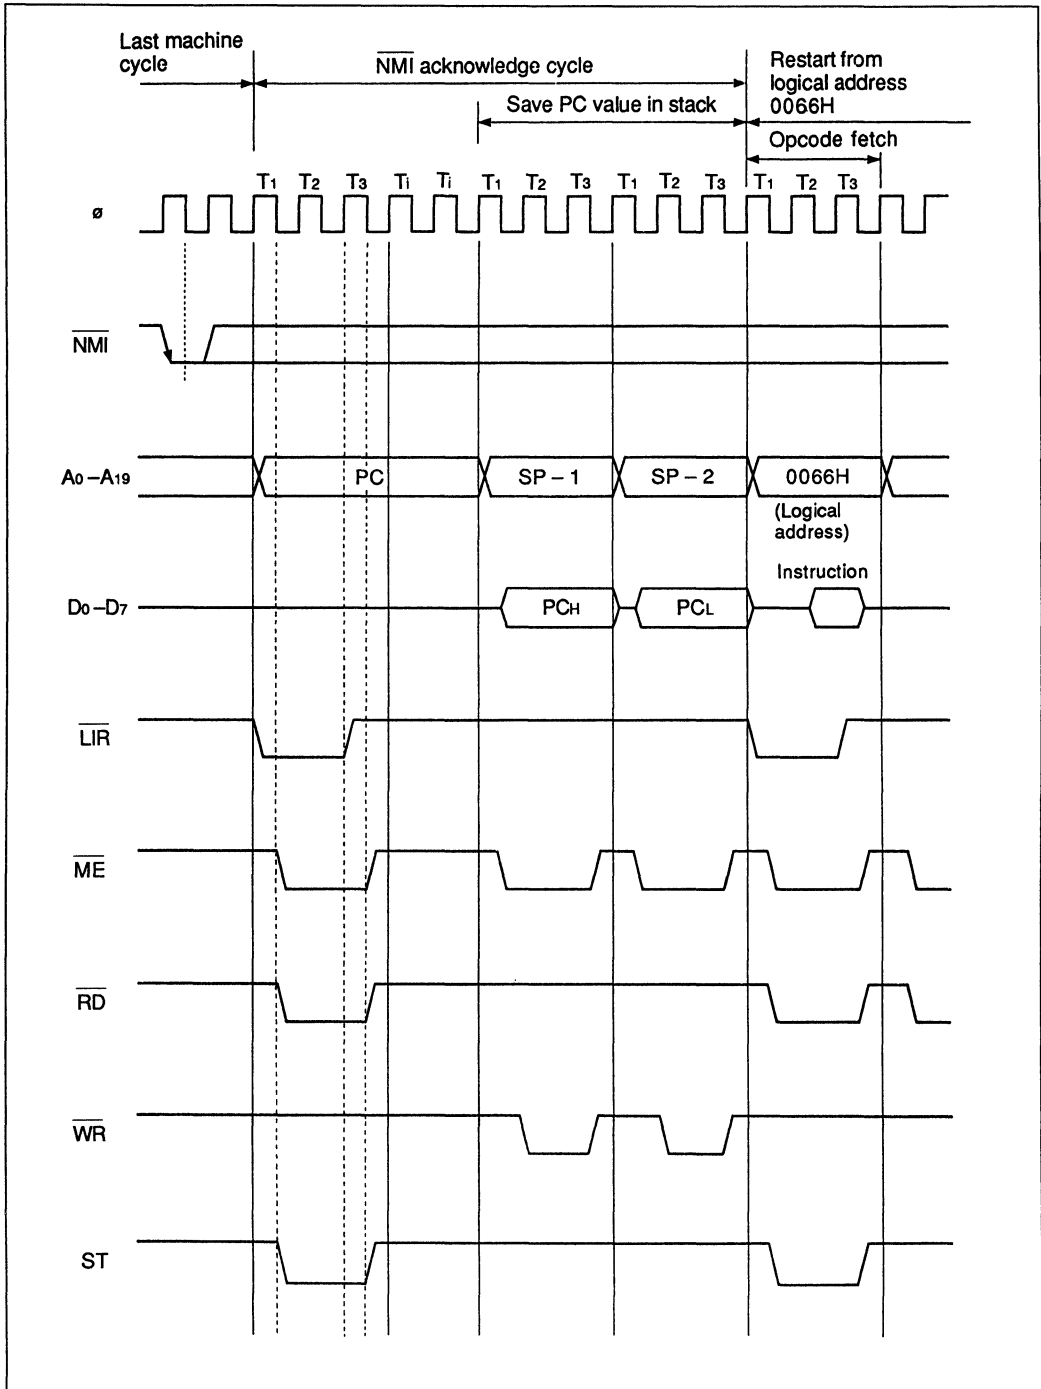 Last machine
cycle
NMI acknowledge cycle
Restart from
logical address
0066H
Save PC value in stack
Opcode fetch
T1 T2 T3 Ti Ti T1 T2 T3 T1 T2 T3 T1 T2 T3
ø
NMI
A0–A19 PC SP – 1 SP – 2 0066H
(Logical
address)
Instruction
D0–D7 PCH PCL
LIR
ME
RD
WR
ST